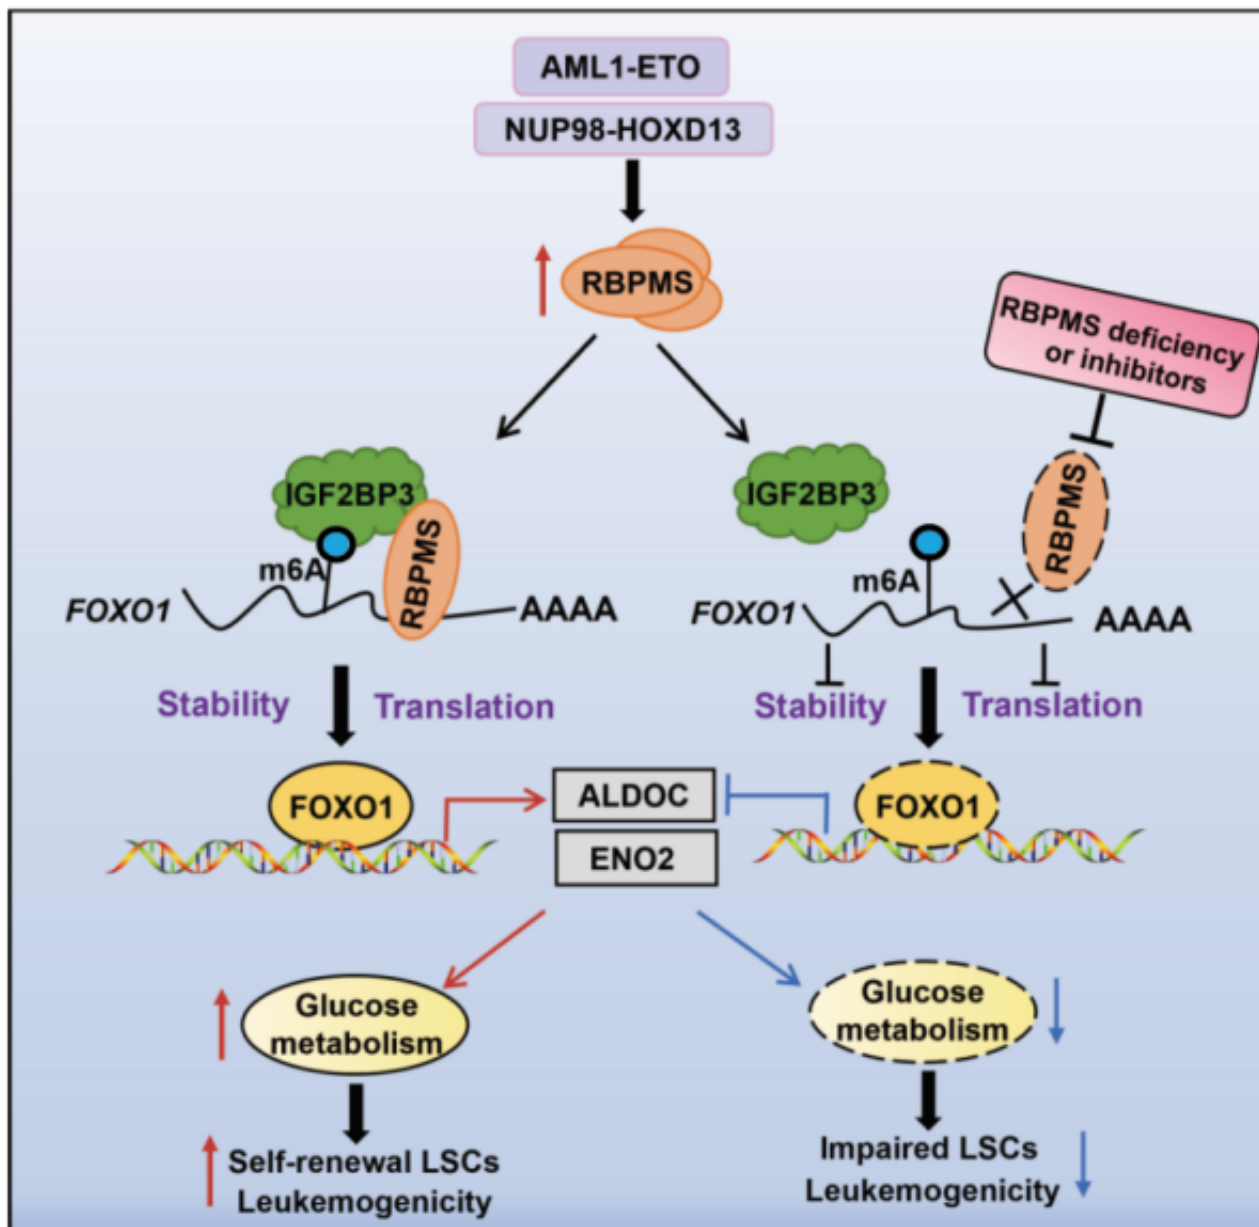 AML1-ETO
NUP98-HOXD13
RBPMS
RBPMS deficiency
or inhibitors
IGF2BP3
RBPMS
m6A
FOXO1
AAAA
IGF2BP3
RBPMS
m6A
FOXO1
AAAA
Stability
Translation
Stability
Translation
FOXO1
ALDOC
ENO2
FOXO1
Glucose
metabolism
Glucose
metabolism
Self-renewal LSCs
Leukemogenicity
Impaired LSCs
Leukemogenicity